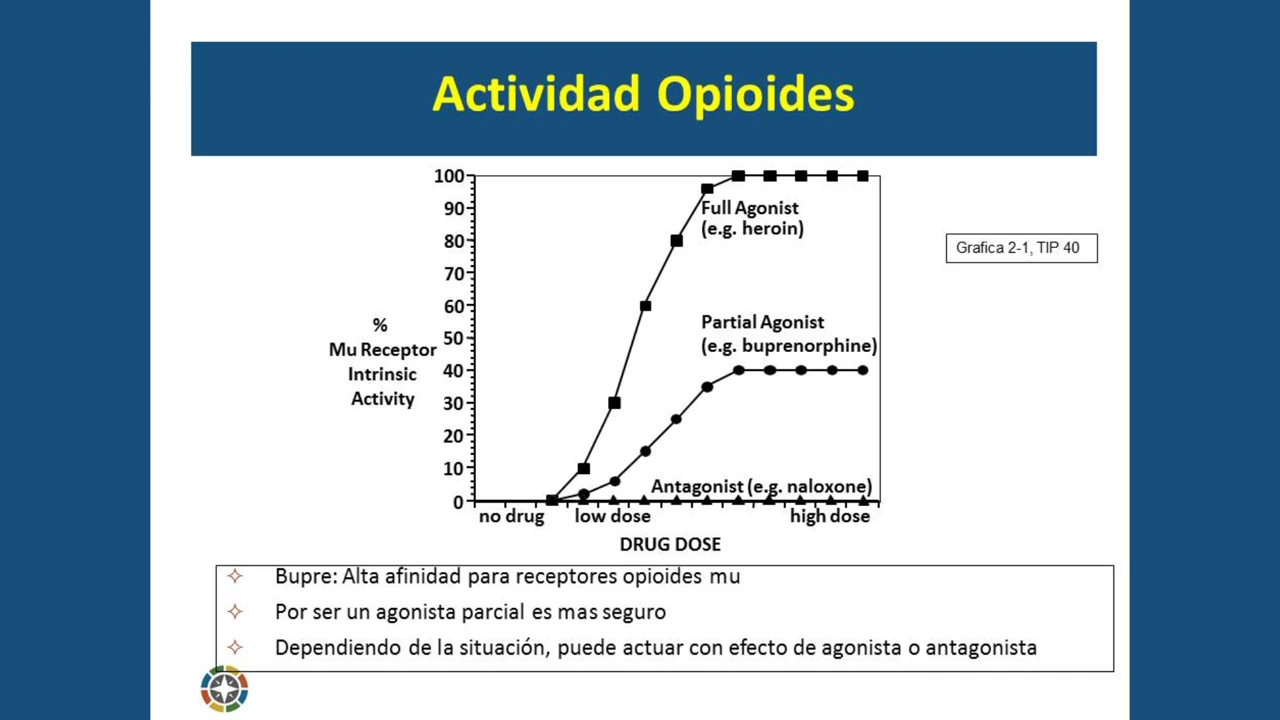 Actividad Opioides
100
90
80
70
60
50
40
30
20
10
0
%
Mu Receptor
Intrinsic
Activity
Full Agonist
(e.g. heroin)
Grafica 2-1, TIP 40
Partial Agonist
(e.g. buprenorphine)
Antagonist (e.g. naloxone)
no drug low dose high dose
DRUG DOSE
Bupre: Alta afinidad para receptores opioides mu
Por ser un agonista parcial es mas seguro
Dependiendo de la situación, puede actuar con efecto de agonista o antagonista